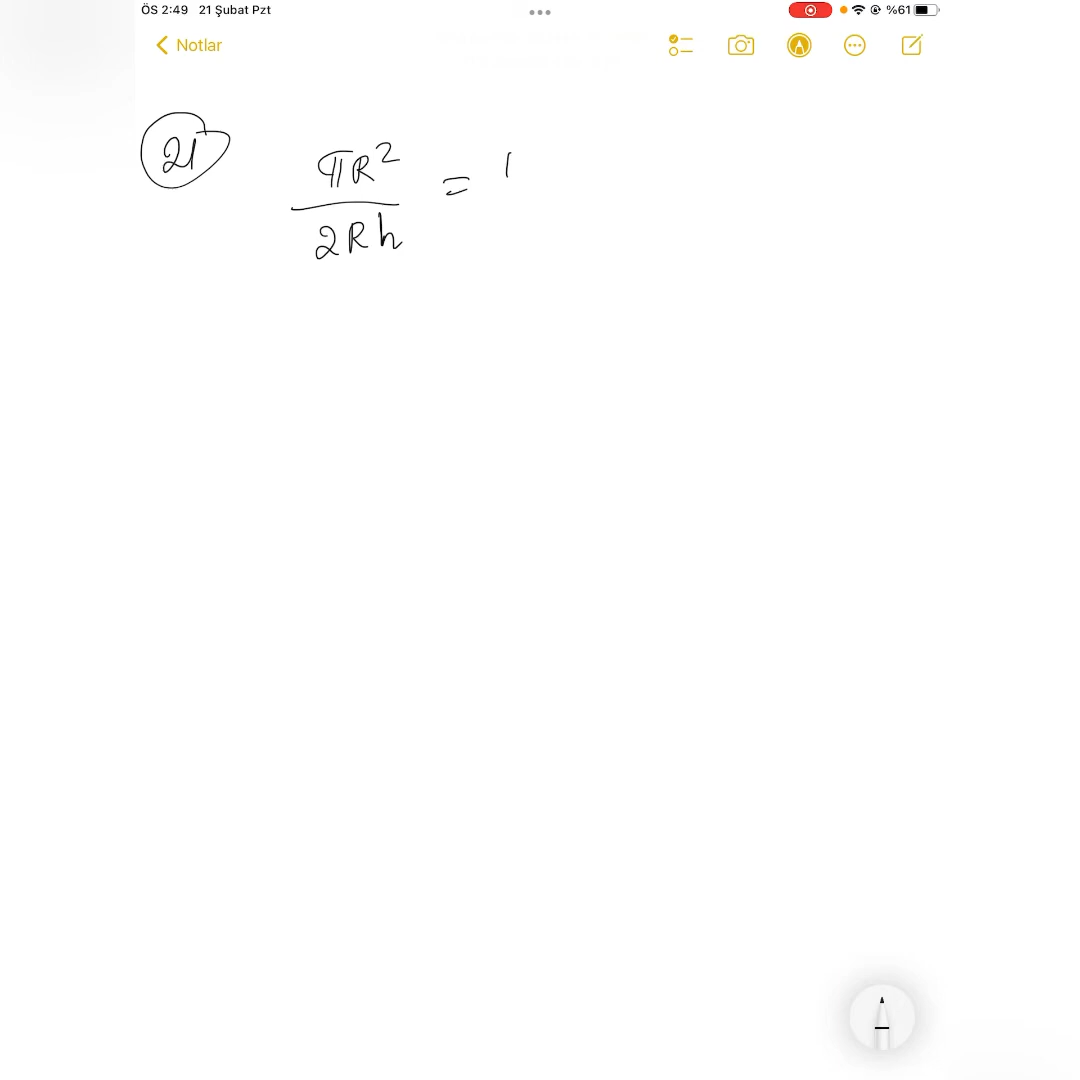 ÖS 2:49 21 Şubat Pzt %61
Notlar
21
πR²
= 1
2Rh